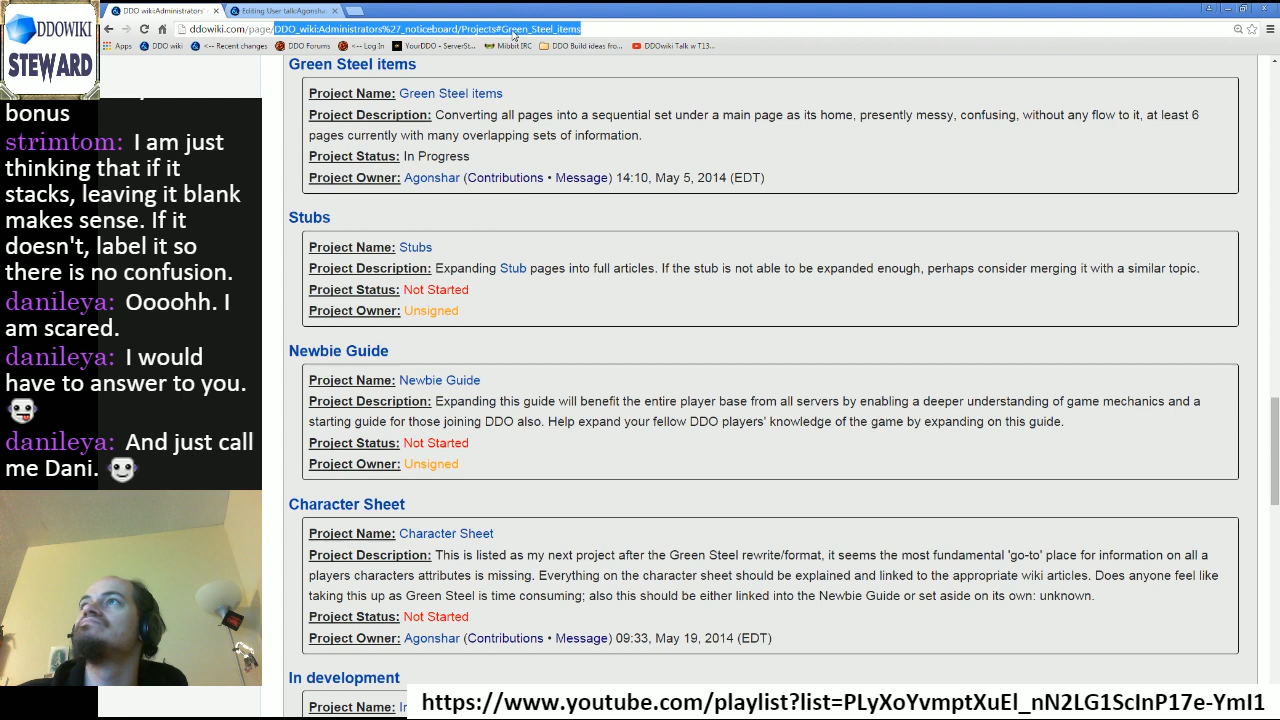 DDOWIKI
STEWARD
DDO wiki:Administrators'
Editing User talk:Agonsha
ddowiki.com/page/DDO_wiki:Administrators%27_noticeboard/Projects#Green_Steel_items
Apps DDO wiki <-- Recent changes DDO Forums <-- Log In YourDDO - ServerSt... Mibbit IRC DDO Build ideas fro... DDOwiki Talk w T13...
bonus
strimtom: I am just
thinking that if it
stacks, leaving it blank
makes sense. If it
doesn't, label it so
there is no confusion.
danileya: Oooohh. I
am scared.
danileya: I would
have to answer to you.
danileya: And just call
me Dani.
Green Steel items
Project Name: Green Steel items
Project Description: Converting all pages into a sequential set under a main page as its home, presently messy, confusing, without any flow to it, at least 6
pages currently with many overlapping sets of information.
Project Status: In Progress
Project Owner: Agonshar (Contributions • Message) 14:10, May 5, 2014 (EDT)
Stubs
Project Name: Stubs
Project Description: Expanding Stub pages into full articles. If the stub is not able to be expanded enough, perhaps consider merging it with a similar topic.
Project Status: Not Started
Project Owner: Unsigned
Newbie Guide
Project Name: Newbie Guide
Project Description: Expanding this guide will benefit the entire player base from all servers by enabling a deeper understanding of game mechanics and a
starting guide for those joining DDO also. Help expand your fellow DDO players' knowledge of the game by expanding on this guide.
Project Status: Not Started
Project Owner: Unsigned
Character Sheet
Project Name: Character Sheet
Project Description: This is listed as my next project after the Green Steel rewrite/format, it seems the most fundamental 'go-to' place for information on all a
players characters attributes is missing. Everything on the character sheet should be explained and linked to the appropriate wiki articles. Does anyone feel like
taking this up as Green Steel is time consuming; also this should be either linked into the Newbie Guide or set aside on its own: unknown.
Project Status: Not Started
Project Owner: Agonshar (Contributions • Message) 09:33, May 19, 2014 (EDT)
In development
Project Name: In
https://www.youtube.com/playlist?list=PLyXoYvmptXuEl_nN2LG1ScInP17e-YmI1